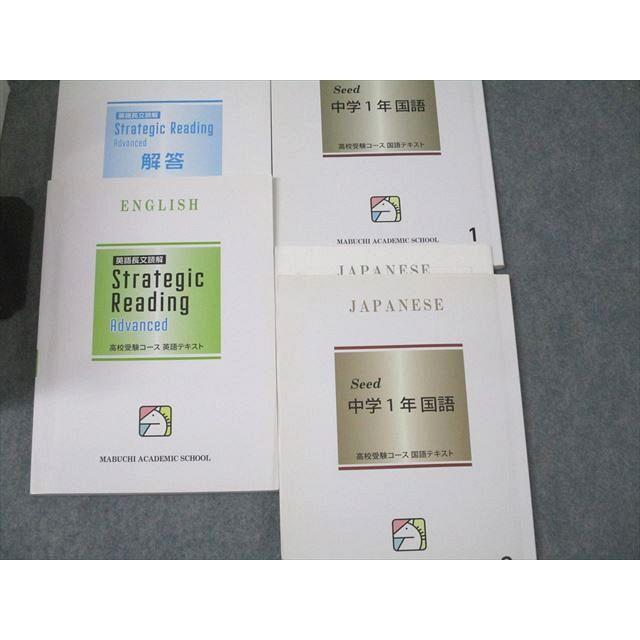 英語長文読解
Strategic Reading
Advanced
解答
Seed
中学1年 国語
高校受験コース 国語テキスト
MABUCHI ACADEMIC SCHOOL
1
ENGLISH
英語長文読解
Strategic
Reading
Advanced
高校受験コース 英語テキスト
MABUCHI ACADEMIC SCHOOL
JAPANESE
JAPANESE
Seed
中学1年 国語
高校受験コース 国語テキスト